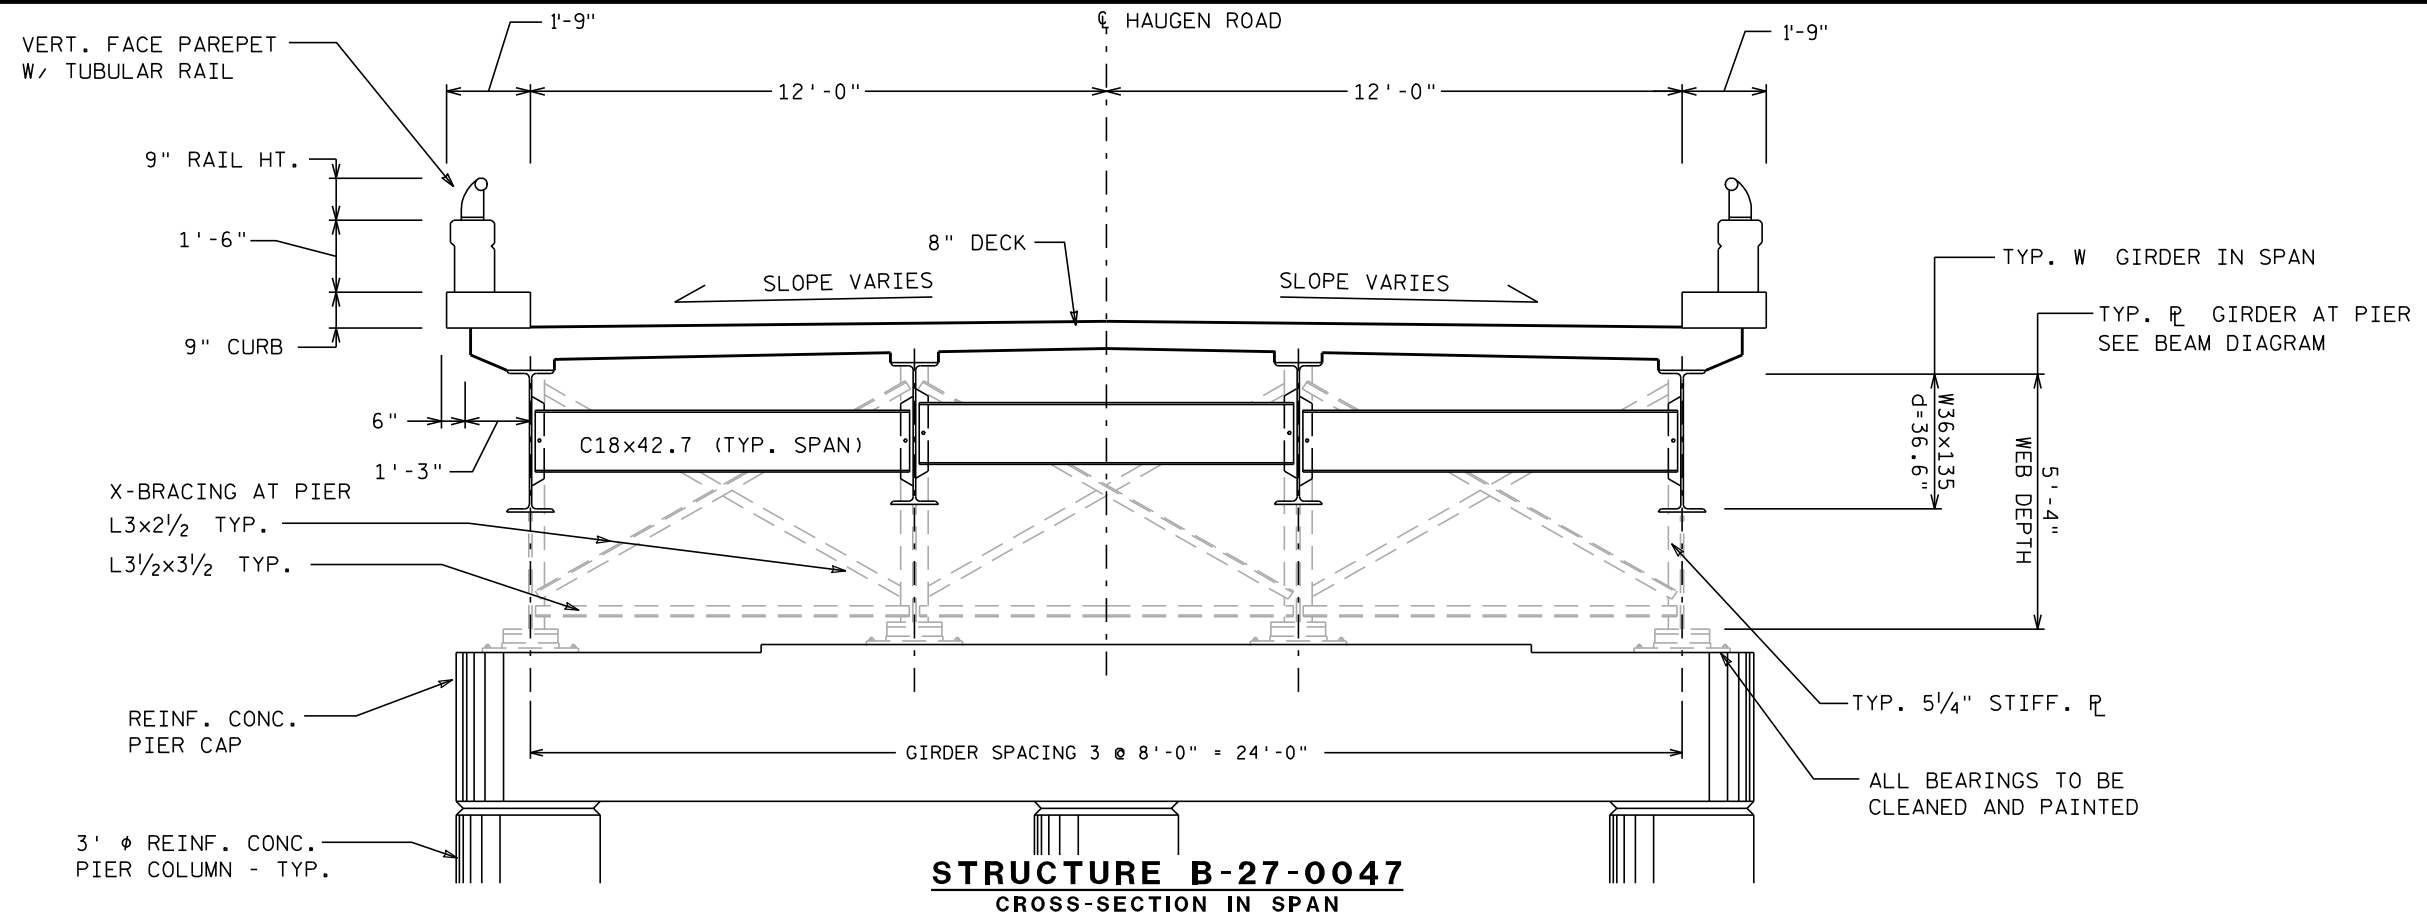 ℄ HAUGEN ROAD
1'-9"
1'-9"
VERT. FACE PAREPET
W/ TUBULAR RAIL
12'-0"
12'-0"
9" RAIL HT.
1'-6"
8" DECK
SLOPE VARIES
SLOPE VARIES
TYP. W GIRDER IN SPAN
TYP. ⅊ GIRDER AT PIER
SEE BEAM DIAGRAM
9" CURB
6"
1'-3"
C18x42.7 (TYP. SPAN)
W36x135
d=36.6"
5'-4"
WEB DEPTH
X-BRACING AT PIER
L3x2½ TYP.
L3½x3½ TYP.
REINF. CONC.
PIER CAP
TYP. 5¼" STIFF. ⅊
GIRDER SPACING 3 @ 8'-0" = 24'-0"
ALL BEARINGS TO BE
CLEANED AND PAINTED
3' ϕ REINF. CONC.
PIER COLUMN - TYP.
STRUCTURE B-27-0047
CROSS-SECTION IN SPAN